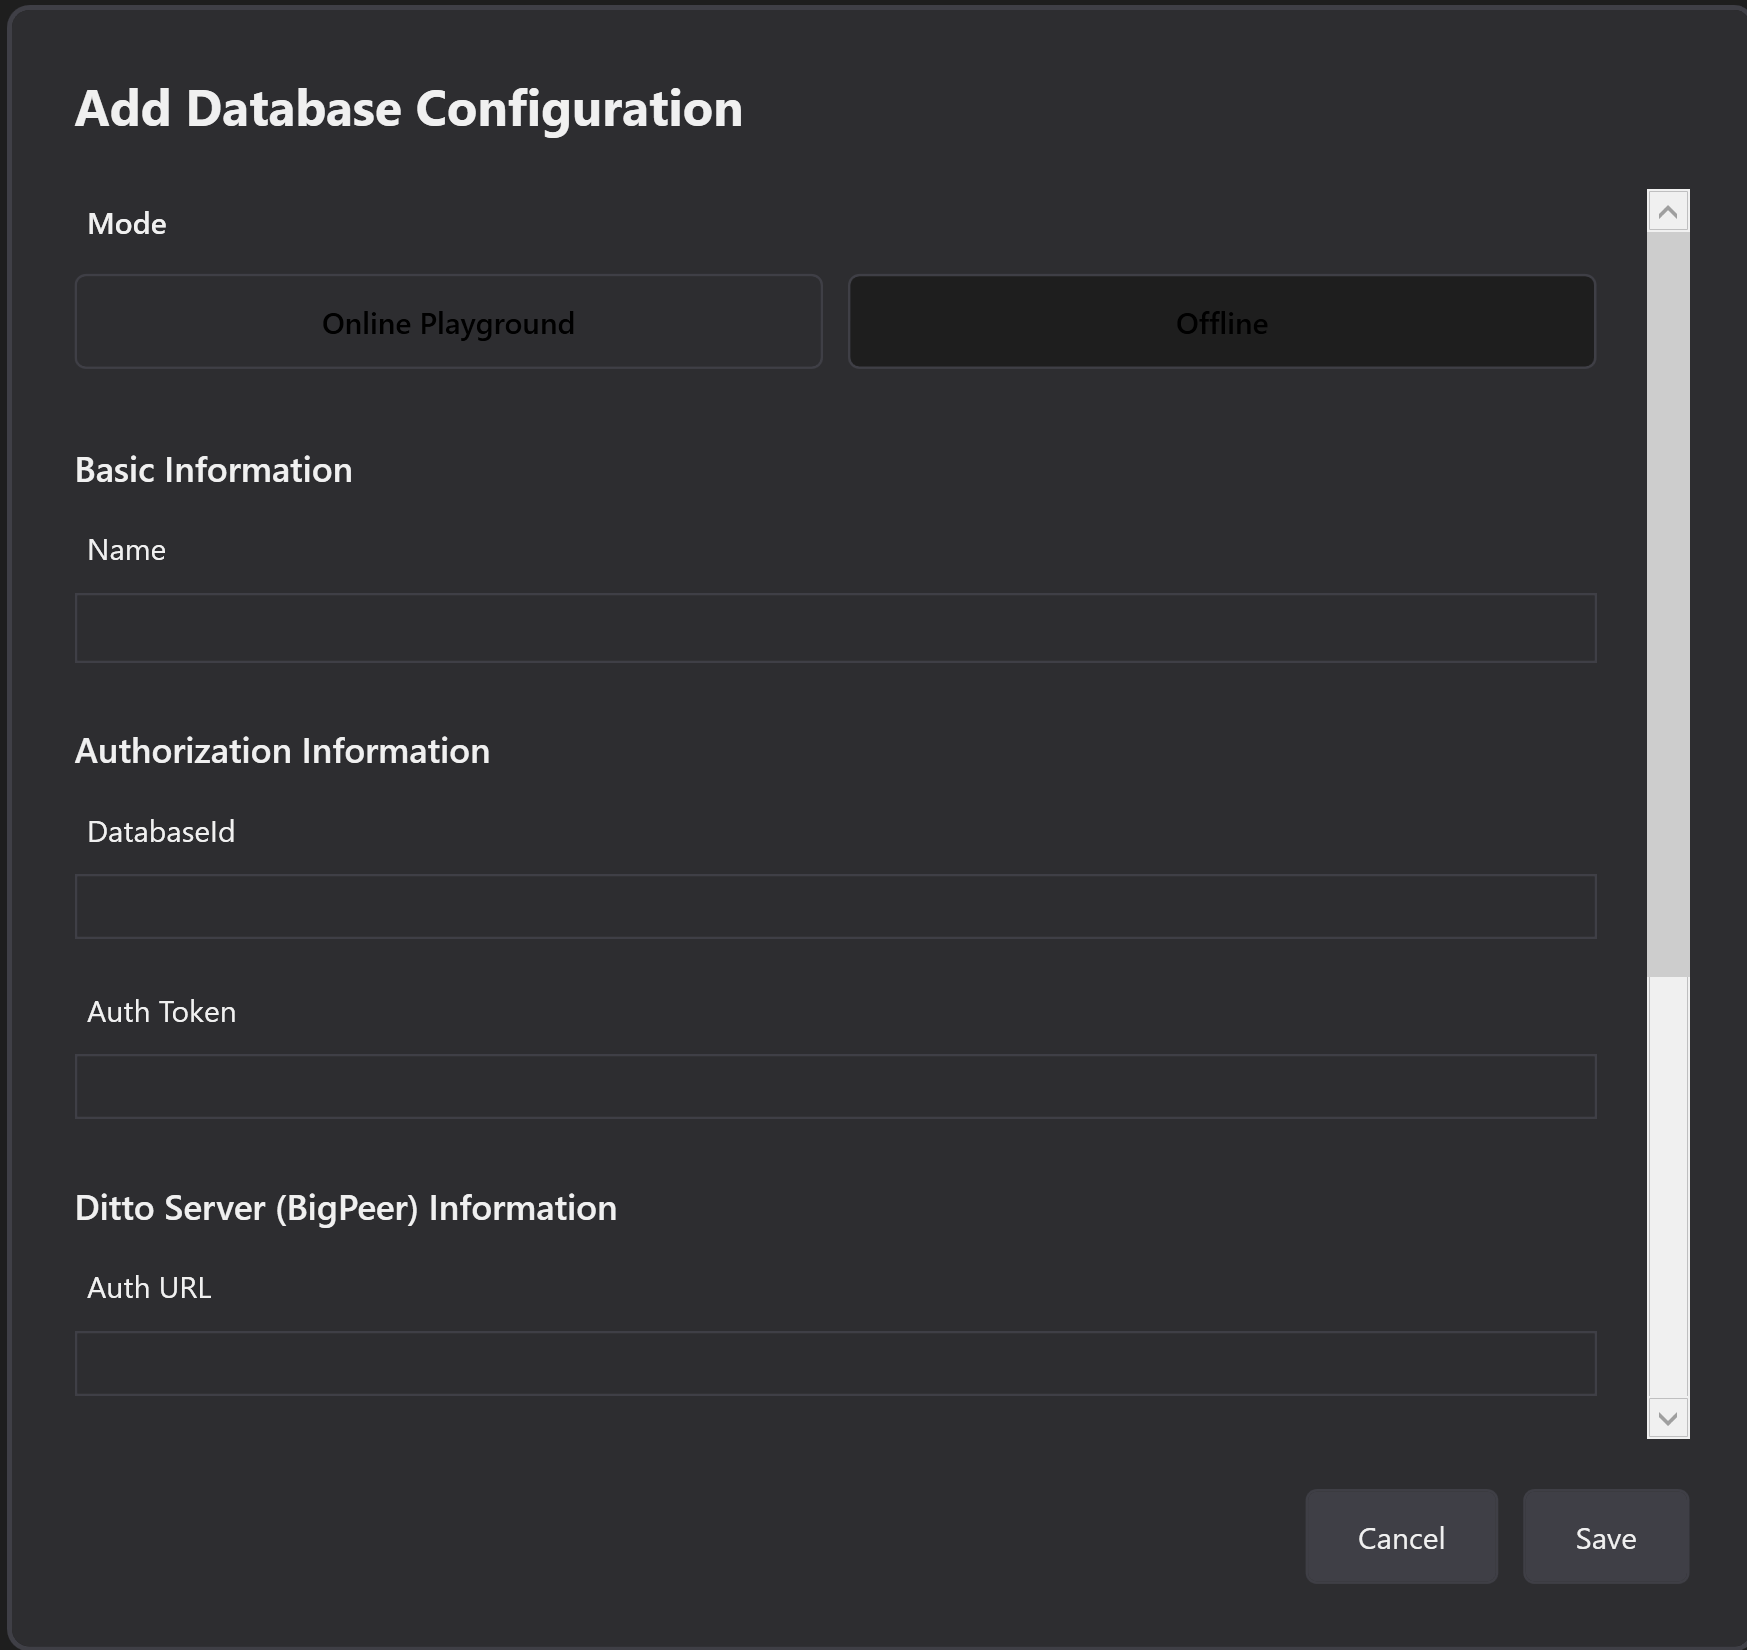 Add Database Configuration
Mode
Online Playground
Offline
Basic Information
Name
Authorization Information
DatabaseId
Auth Token
Ditto Server (BigPeer) Information
Auth URL
Cancel
Save